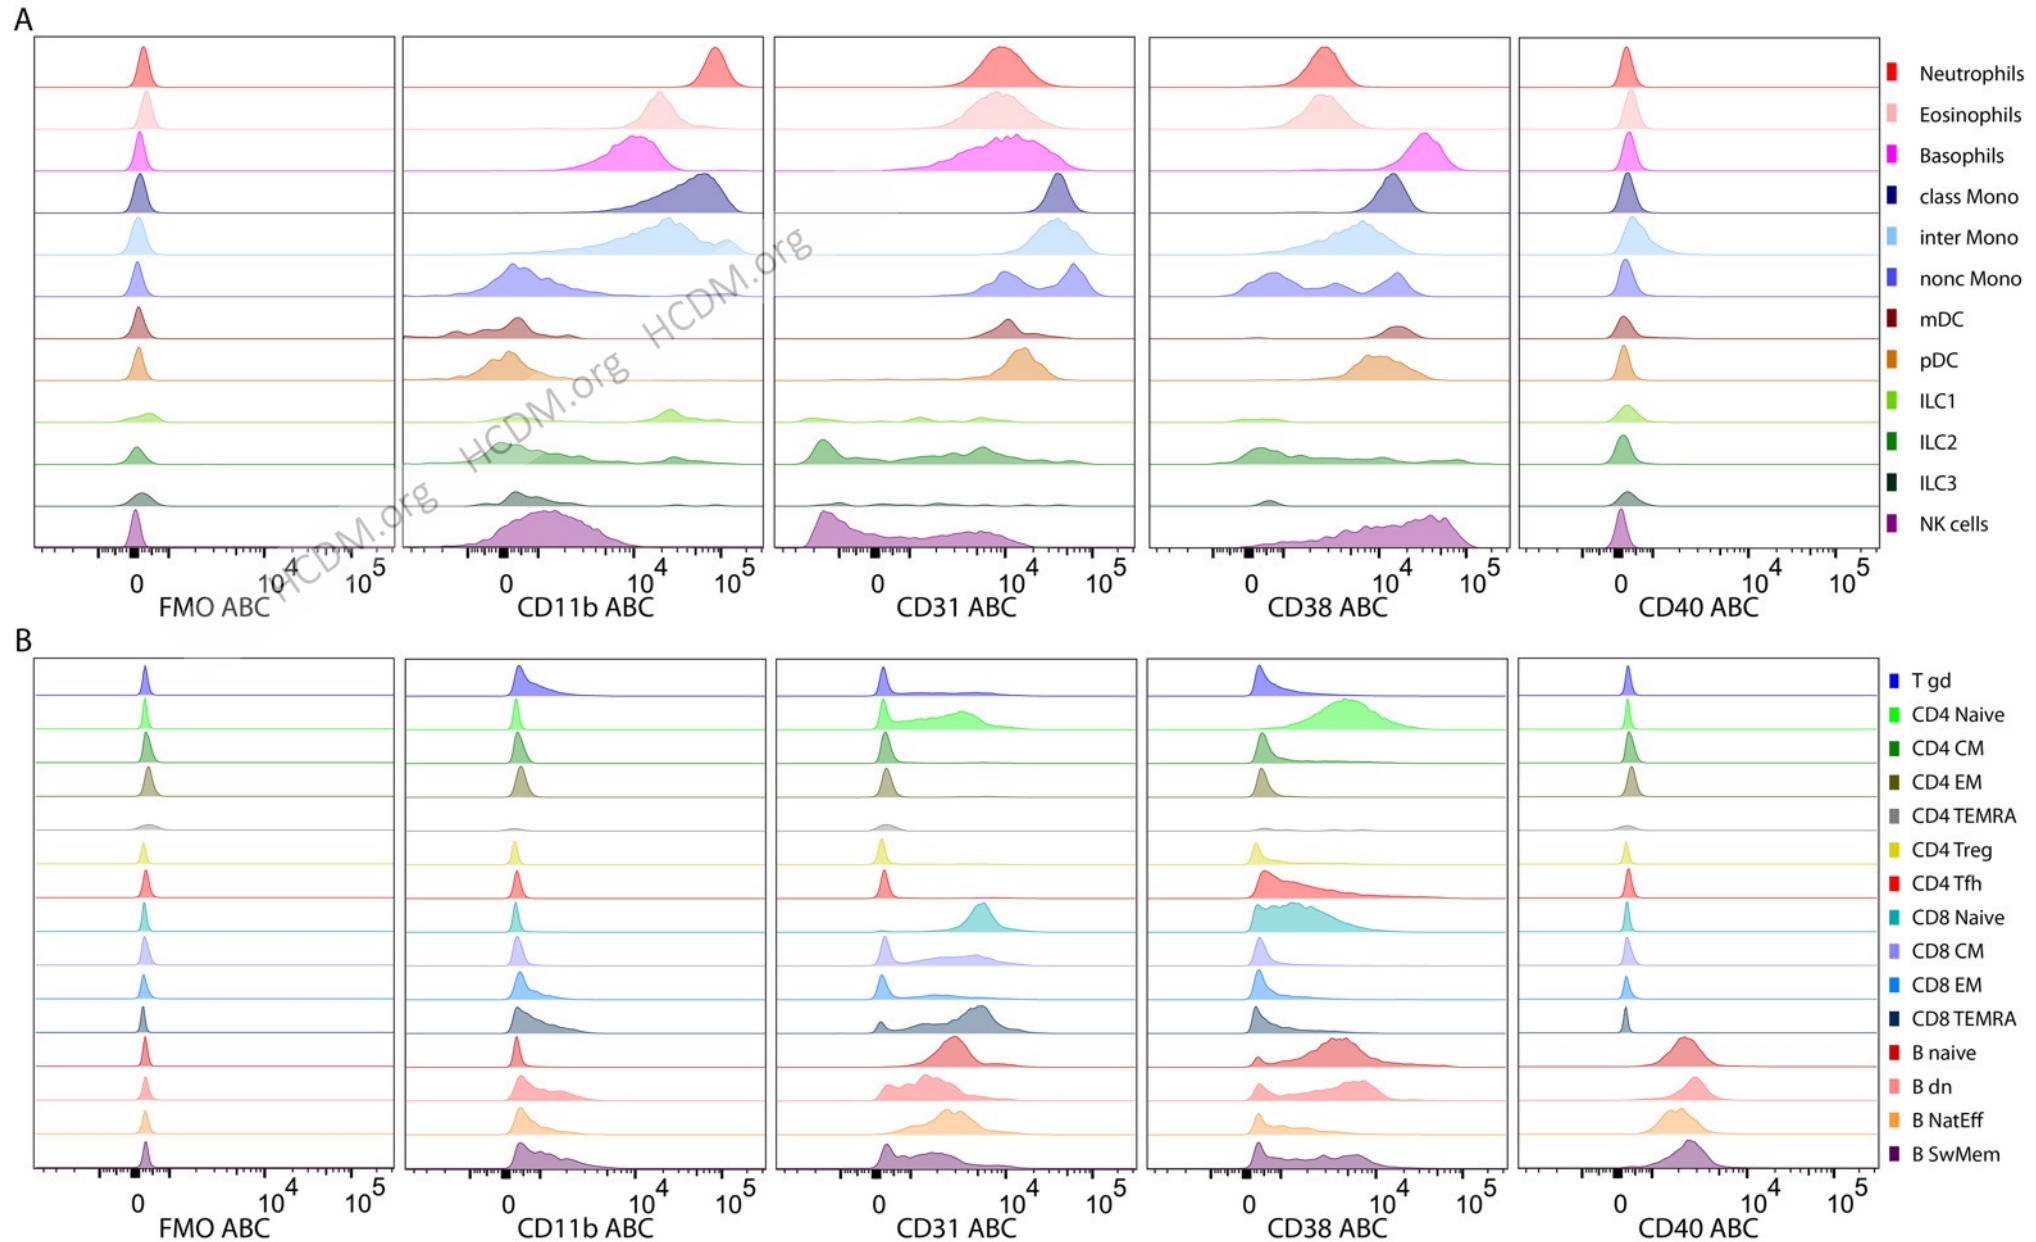 A
Neutrophils
Eosinophils
Basophils
class Mono
inter Mono
nonc Mono
mDC
pDC
ILC1
ILC2
ILC3
NK cells
HCDM.org HCDM.org HCDM.org
0 10^4 10^5 0 10^4 10^5 0 10^4 10^5 0 10^4 10^5 0 10^4 10^5
FMO ABC CD11b ABC CD31 ABC CD38 ABC CD40 ABC
B
T gd
CD4 Naive
CD4 CM
CD4 EM
CD4 TEMRA
CD4 Treg
CD4 Tfh
CD8 Naive
CD8 CM
CD8 EM
CD8 TEMRA
B naive
B dn
B NatEff
B SwMem
0 10^4 10^5 0 10^4 10^5 0 10^4 10^5 0 10^4 10^5 0 10^4 10^5
FMO ABC CD11b ABC CD31 ABC CD38 ABC CD40 ABC